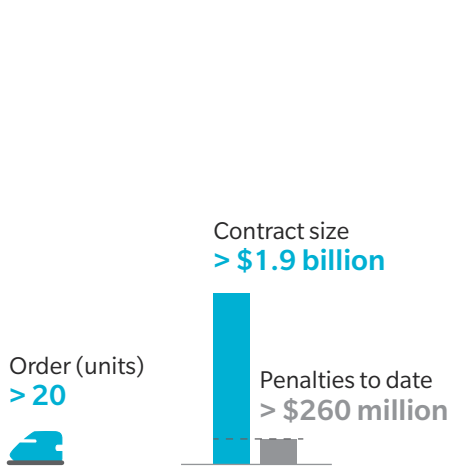 Contract size
> $1.9 billion
Order (units)
> 20
Penalties to date
> $260 million